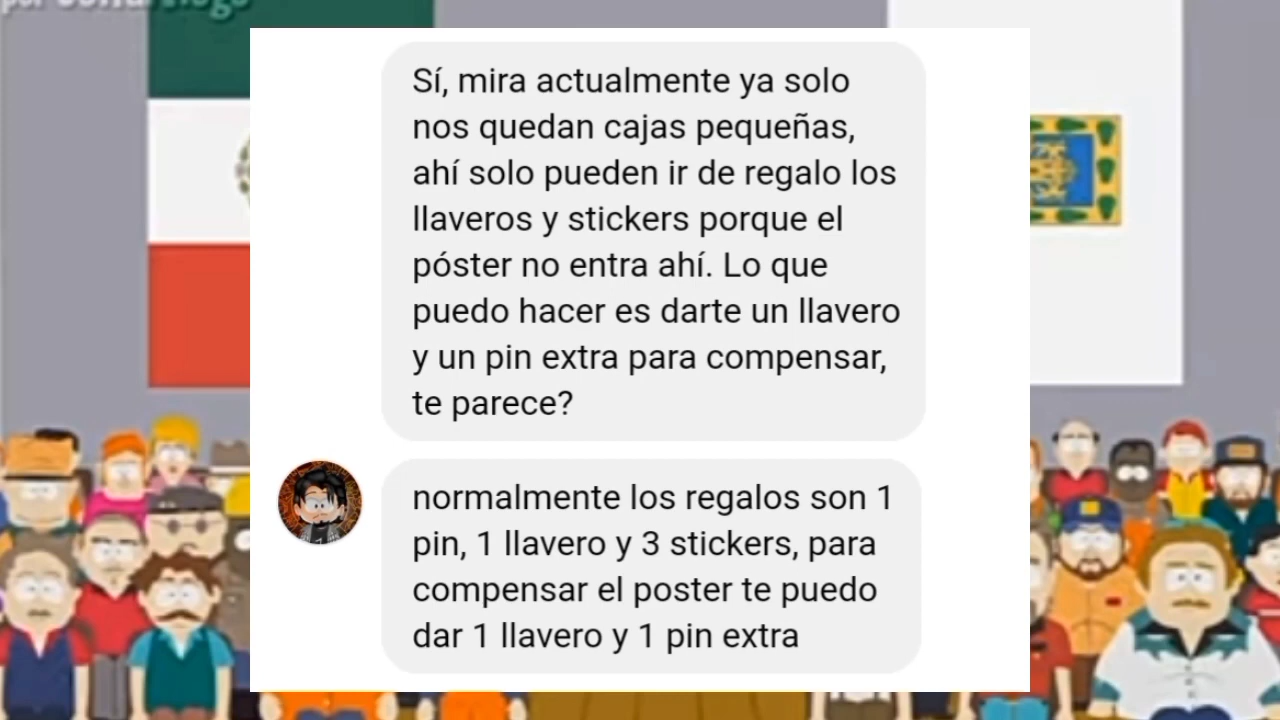 por
Sí, mira actualmente ya solo
nos quedan cajas pequeñas,
ahí solo pueden ir de regalo los
llaveros y stickers porque el
póster no entra ahí. Lo que
puedo hacer es darte un llavero
y un pin extra para compensar,
te parece?
normalmente los regalos son 1
pin, 1 llavero y 3 stickers, para
compensar el poster te puedo
dar 1 llavero y 1 pin extra